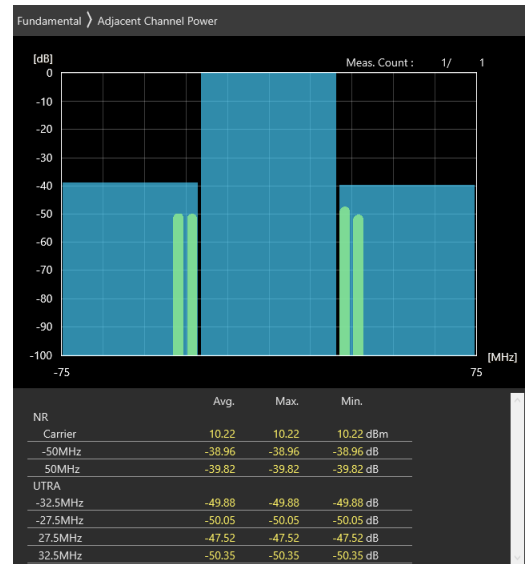 Fundamental ⟩ Adjacent Channel Power
[dB]
Meas. Count : 1/ 1
0
-10
-20
-30
-40
-50
-60
-70
-80
-90
-100
[MHz]
-75 75
Avg. Max. Min.
NR
Carrier 10.22 10.22 10.22 dBm
-50MHz -38.96 -38.96 -38.96 dB
50MHz -39.82 -39.82 -39.82 dB
UTRA
-32.5MHz -49.88 -49.88 -49.88 dB
-27.5MHz -50.05 -50.05 -50.05 dB
27.5MHz -47.52 -47.52 -47.52 dB
32.5MHz -50.35 -50.35 -50.35 dB